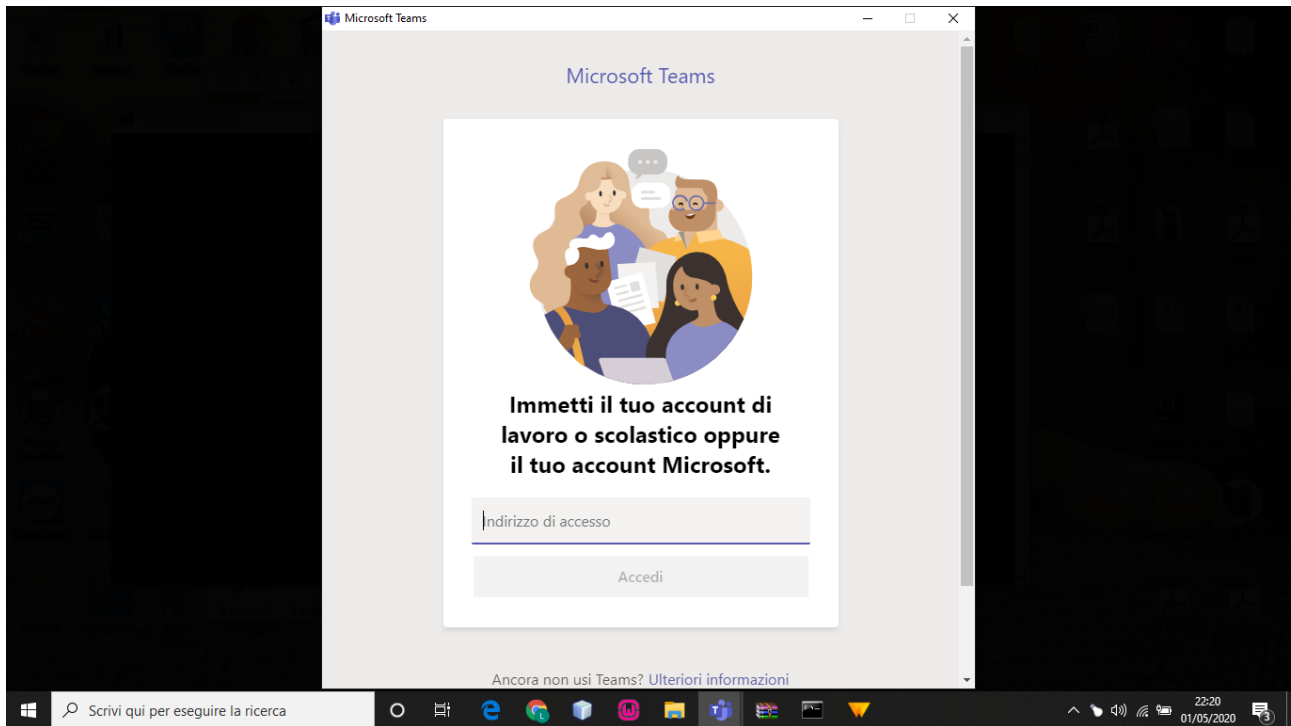 Microsoft Teams
Microsoft Teams
Immetti il tuo account di
lavoro o scolastico oppure
il tuo account Microsoft.
Indirizzo di accesso
Accedi
Ancora non usi Teams? Ulteriori informazioni
Scrivi qui per eseguire la ricerca
22:20
01/05/2020
3